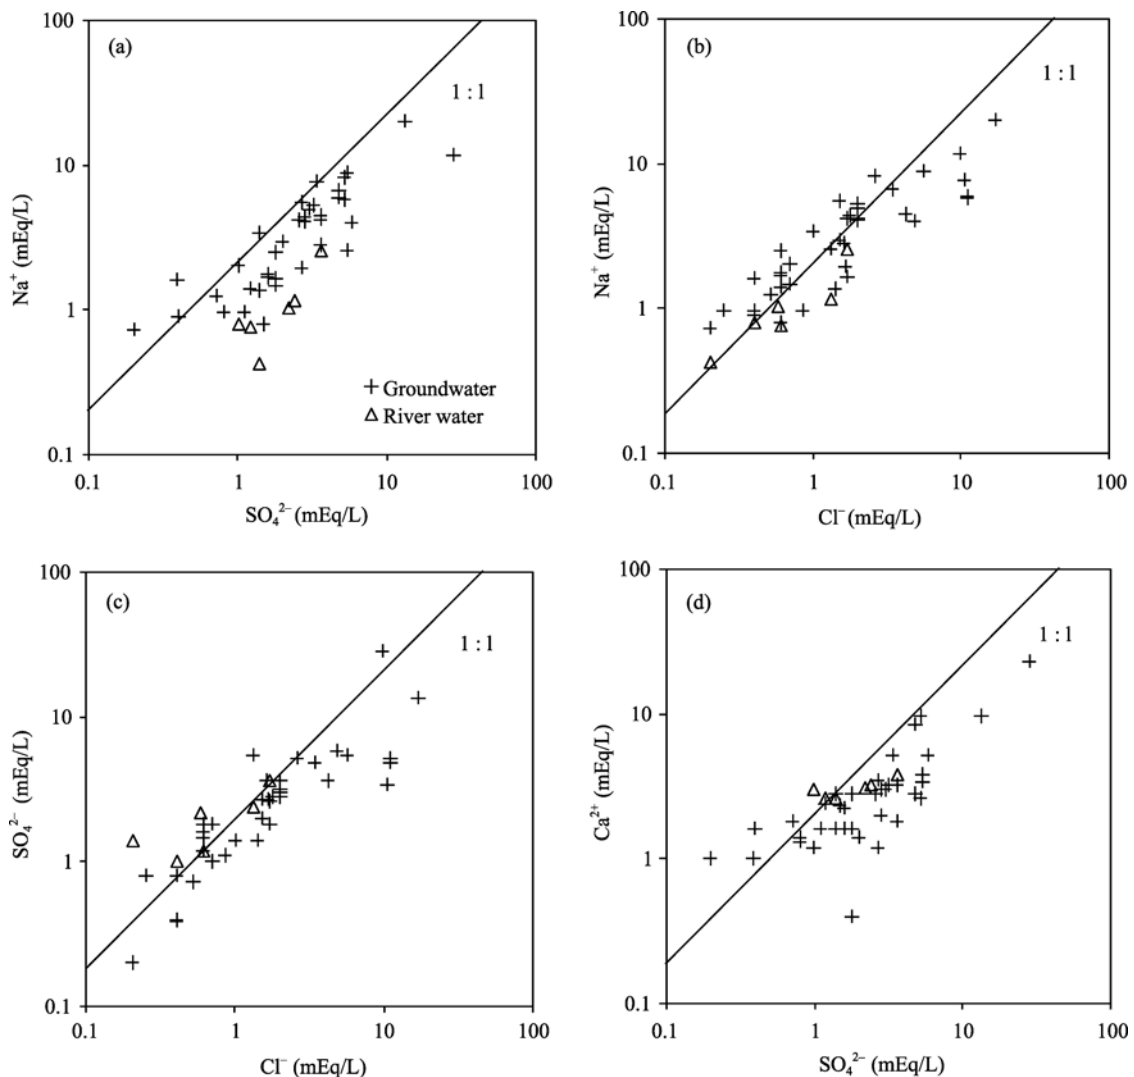 100
(a)
1 : 1
10
Na⁺ (mEq/L)
1
+ Groundwater
△ River water
0.1
0.1 1 10 100
SO₄²⁻ (mEq/L)
100
(b)
1 : 1
10
Na⁺ (mEq/L)
1
0.1
0.1 1 10 100
Cl⁻ (mEq/L)
100
(c)
1 : 1
10
SO₄²⁻ (mEq/L)
1
0.1
0.1 1 10 100
Cl⁻ (mEq/L)
100
(d)
1 : 1
10
Ca²⁺ (mEq/L)
1
0.1
0.1 1 10 100
SO₄²⁻ (mEq/L)